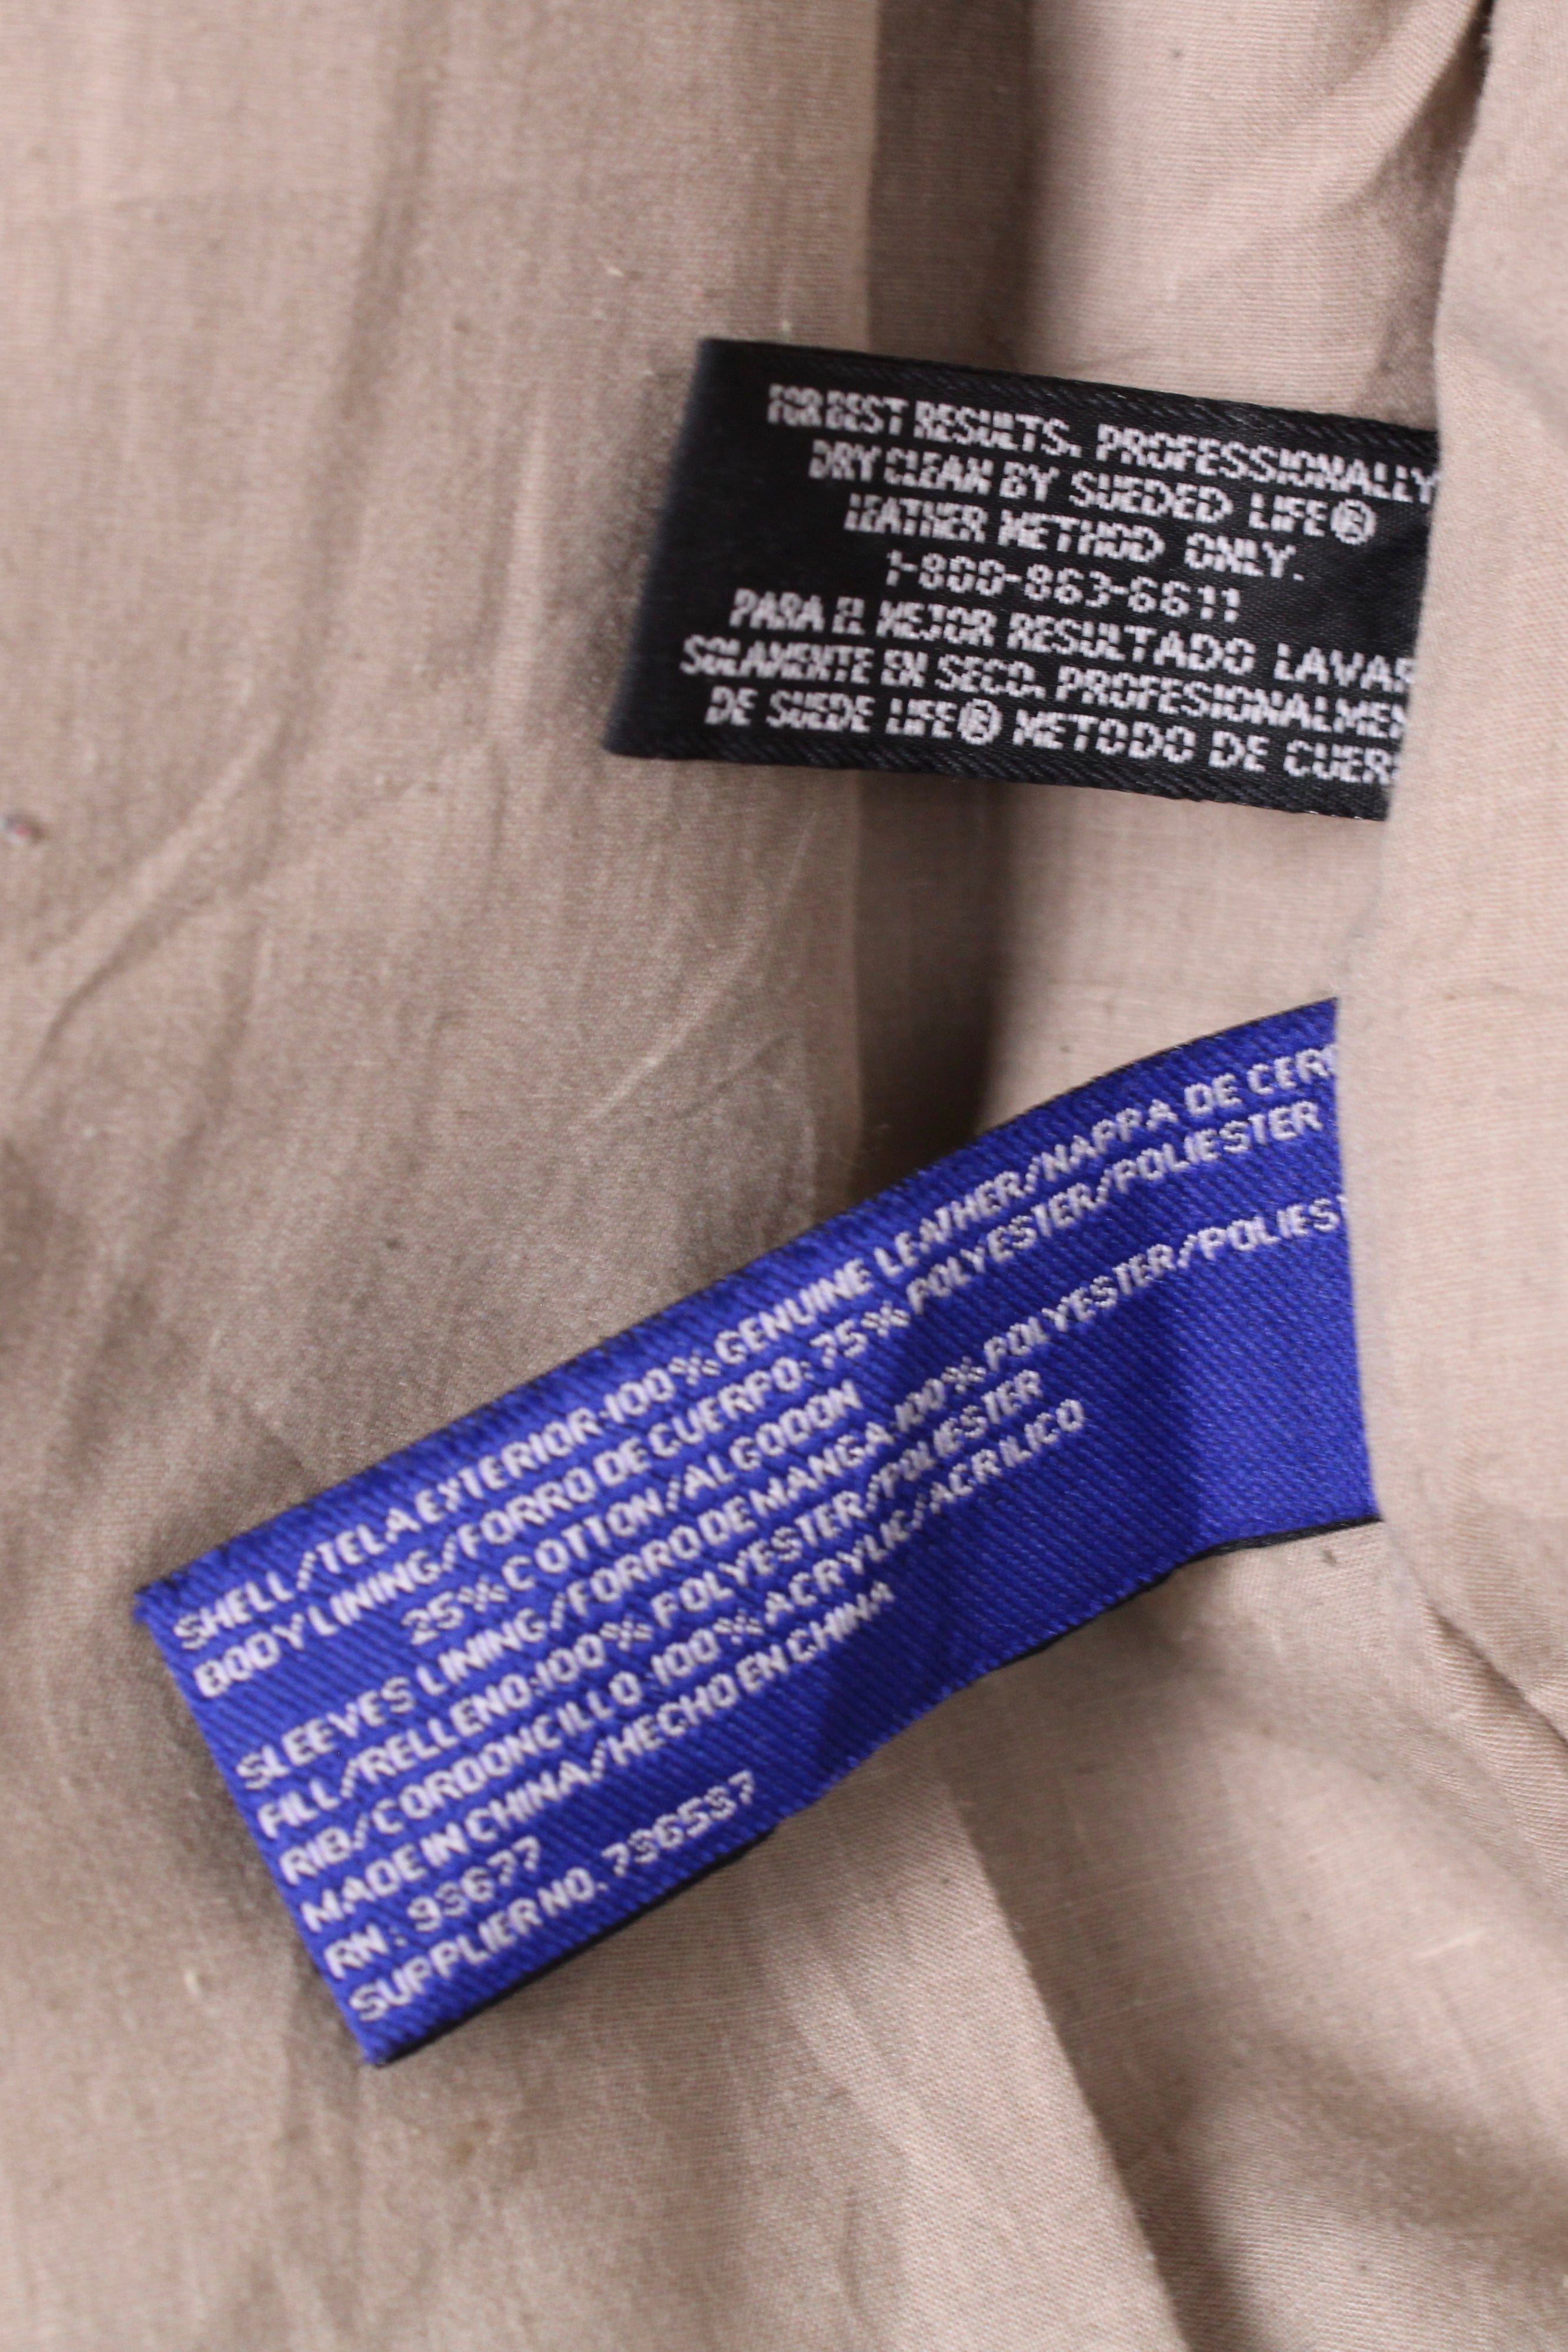 FOR BEST RESULTS. PROFESSIONALLY
DRY CLEAN BY SUEDED LIFE®
LEATHER METHOD ONLY.
1-800-863-6611
PARA EL MEJOR RESULTADO LAVAR
SOLAMENTE EN SECO. PROFESIONALMEN
DE SUEDE LIFE® METODO DE CUER
SHELL/TELA EXTERIOR:100% GENUINE LEATHER/NAPPA DE CER
BODY LINING/FORRO DE CUERPO: 75% POLYESTER/POLIESTER
25% COTTON/ALGODON
SLEEVES LINING/FORRO DE MANGA:100% POLYESTER/POLIEST
FILL/RELLENO:100% POLYESTER/POLIESTER
RIB/CORDONCILLO:100% ACRYLIC/ACRILICO
MADE IN CHINA/HECHO EN CHINA
RN: 93677
SUPPLIER NO. 736537